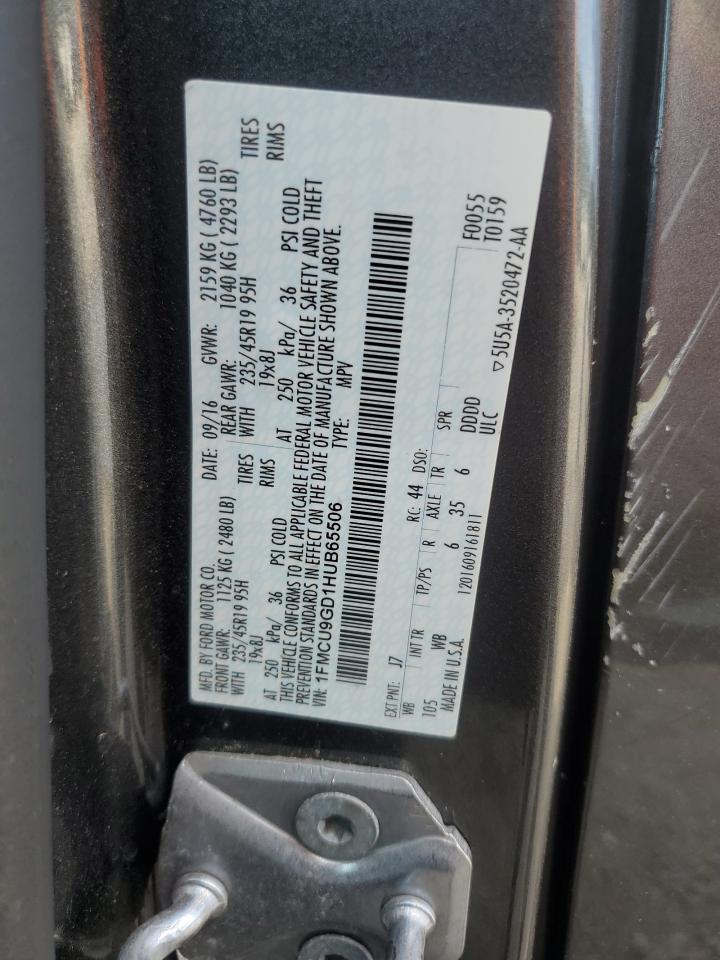 MFD. BY FORD MOTOR CO. DATE: 09/16 GVWR: 2159 KG ( 4760 LB)
FRONT GAWR: 1125 KG ( 2480 LB) REAR GAWR: 1040 KG ( 2293 LB)
WITH 235/45R19 95H TIRES WITH 235/45R19 95H TIRES
19x8J RIMS 19x8J RIMS
AT 250 kPa/ 36 PSI COLD AT 250 kPa/ 36 PSI COLD
THIS VEHICLE CONFORMS TO ALL APPLICABLE FEDERAL MOTOR VEHICLE SAFETY AND THEFT
PREVENTION STANDARDS IN EFFECT ON THE DATE OF MANUFACTURE SHOWN ABOVE.
VIN: 1FMCU9GD1HUB65506 TYPE: MPV
EXT PNT: J7 RC: 44 DSO: F0055
WB INT TR TP/PS R AXLE TR SPR T0159
105 WB 6 35 6 DDDD
MADE IN U.S.A. 1201609161811 ULC
▽5U5A-3520472-AA